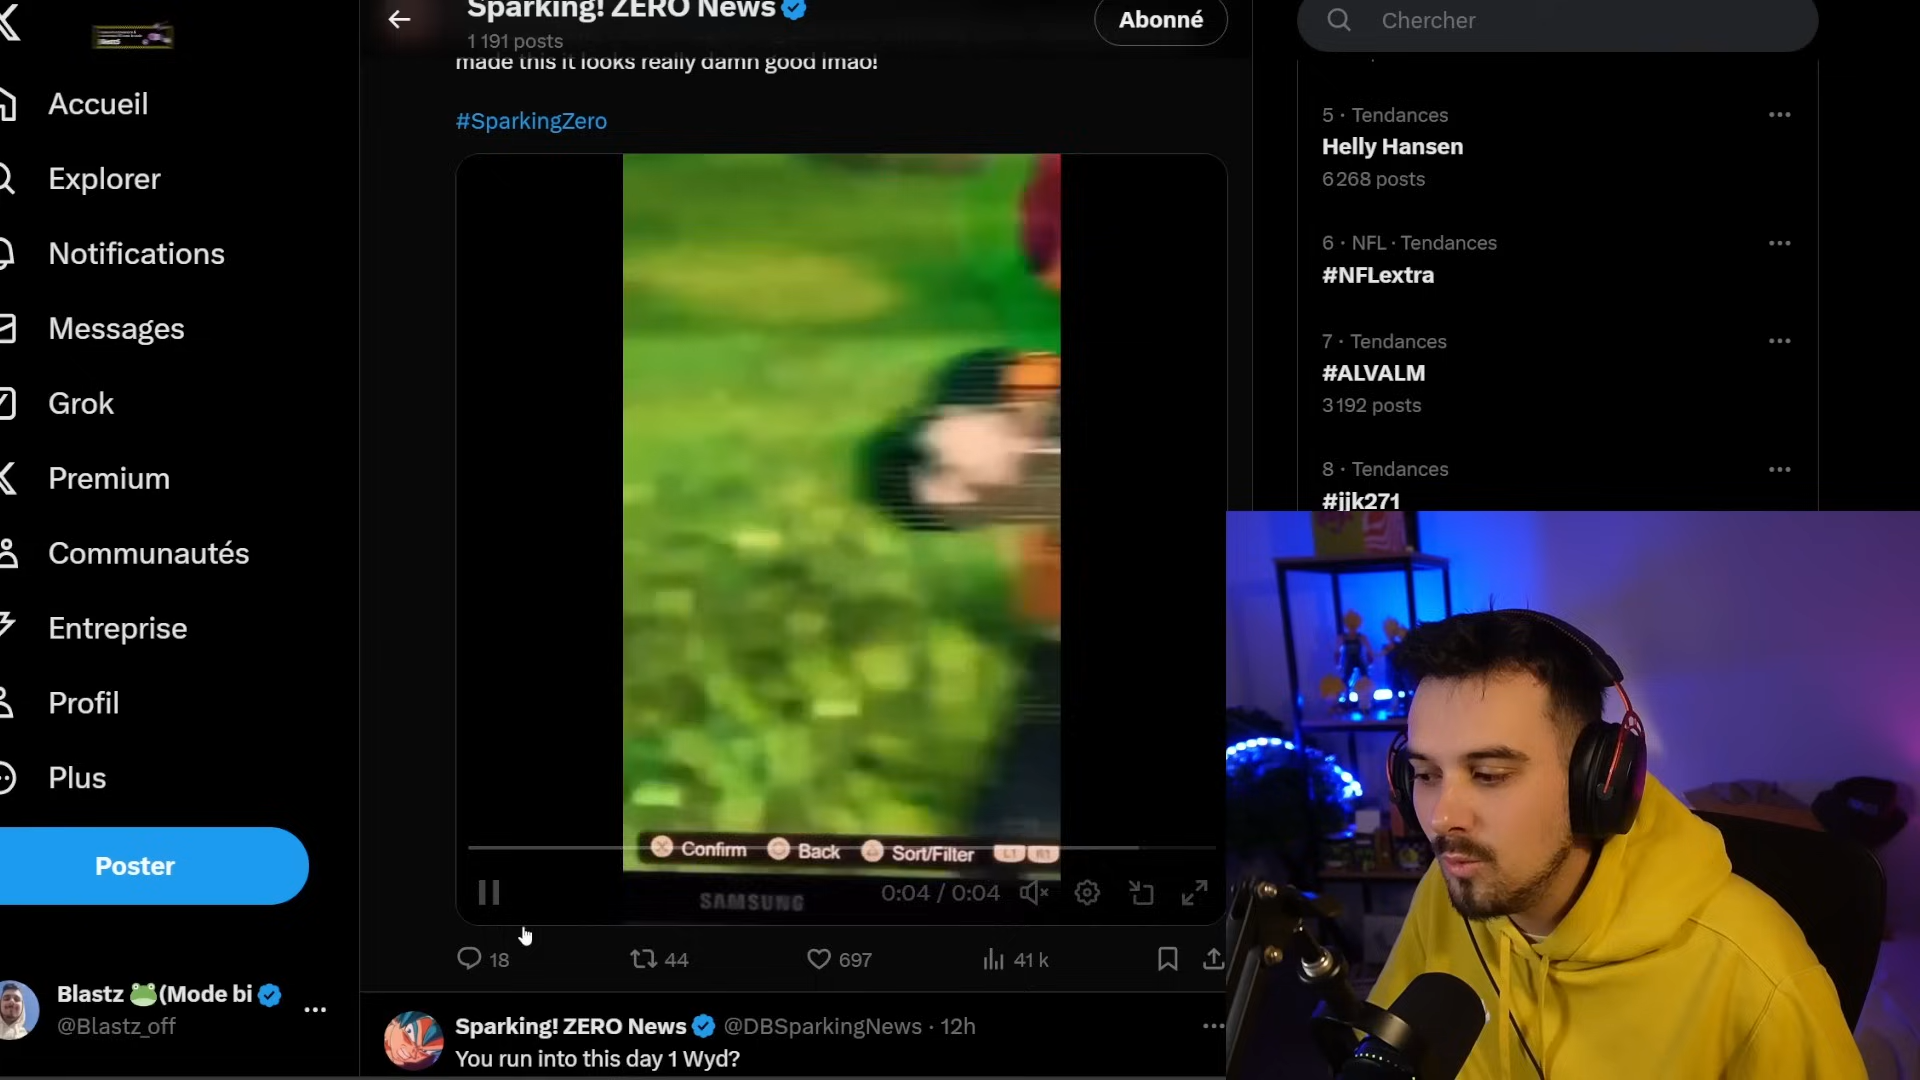 Accueil
Explorer
Notifications
Messages
Grok
Premium
Communautés
Entreprise
Profil
Plus
Poster
Blastz 🐸(Mode bi
@Blastz_off
Sparking! ZERO News
1 191 posts
Abonné
made this it looks really damn good lmao!
#SparkingZero
Confirm Back Sort/Filter L1 R1
SAMSUNG
0:04 / 0:04
18 44 697 41 k
Sparking! ZERO News @DBSparkingNews · 12h
You run into this day 1 Wyd?
Chercher
5 · Tendances
Helly Hansen
6 268 posts
6 · NFL · Tendances
#NFLextra
7 · Tendances
#ALVALM
3 192 posts
8 · Tendances
#jjk271